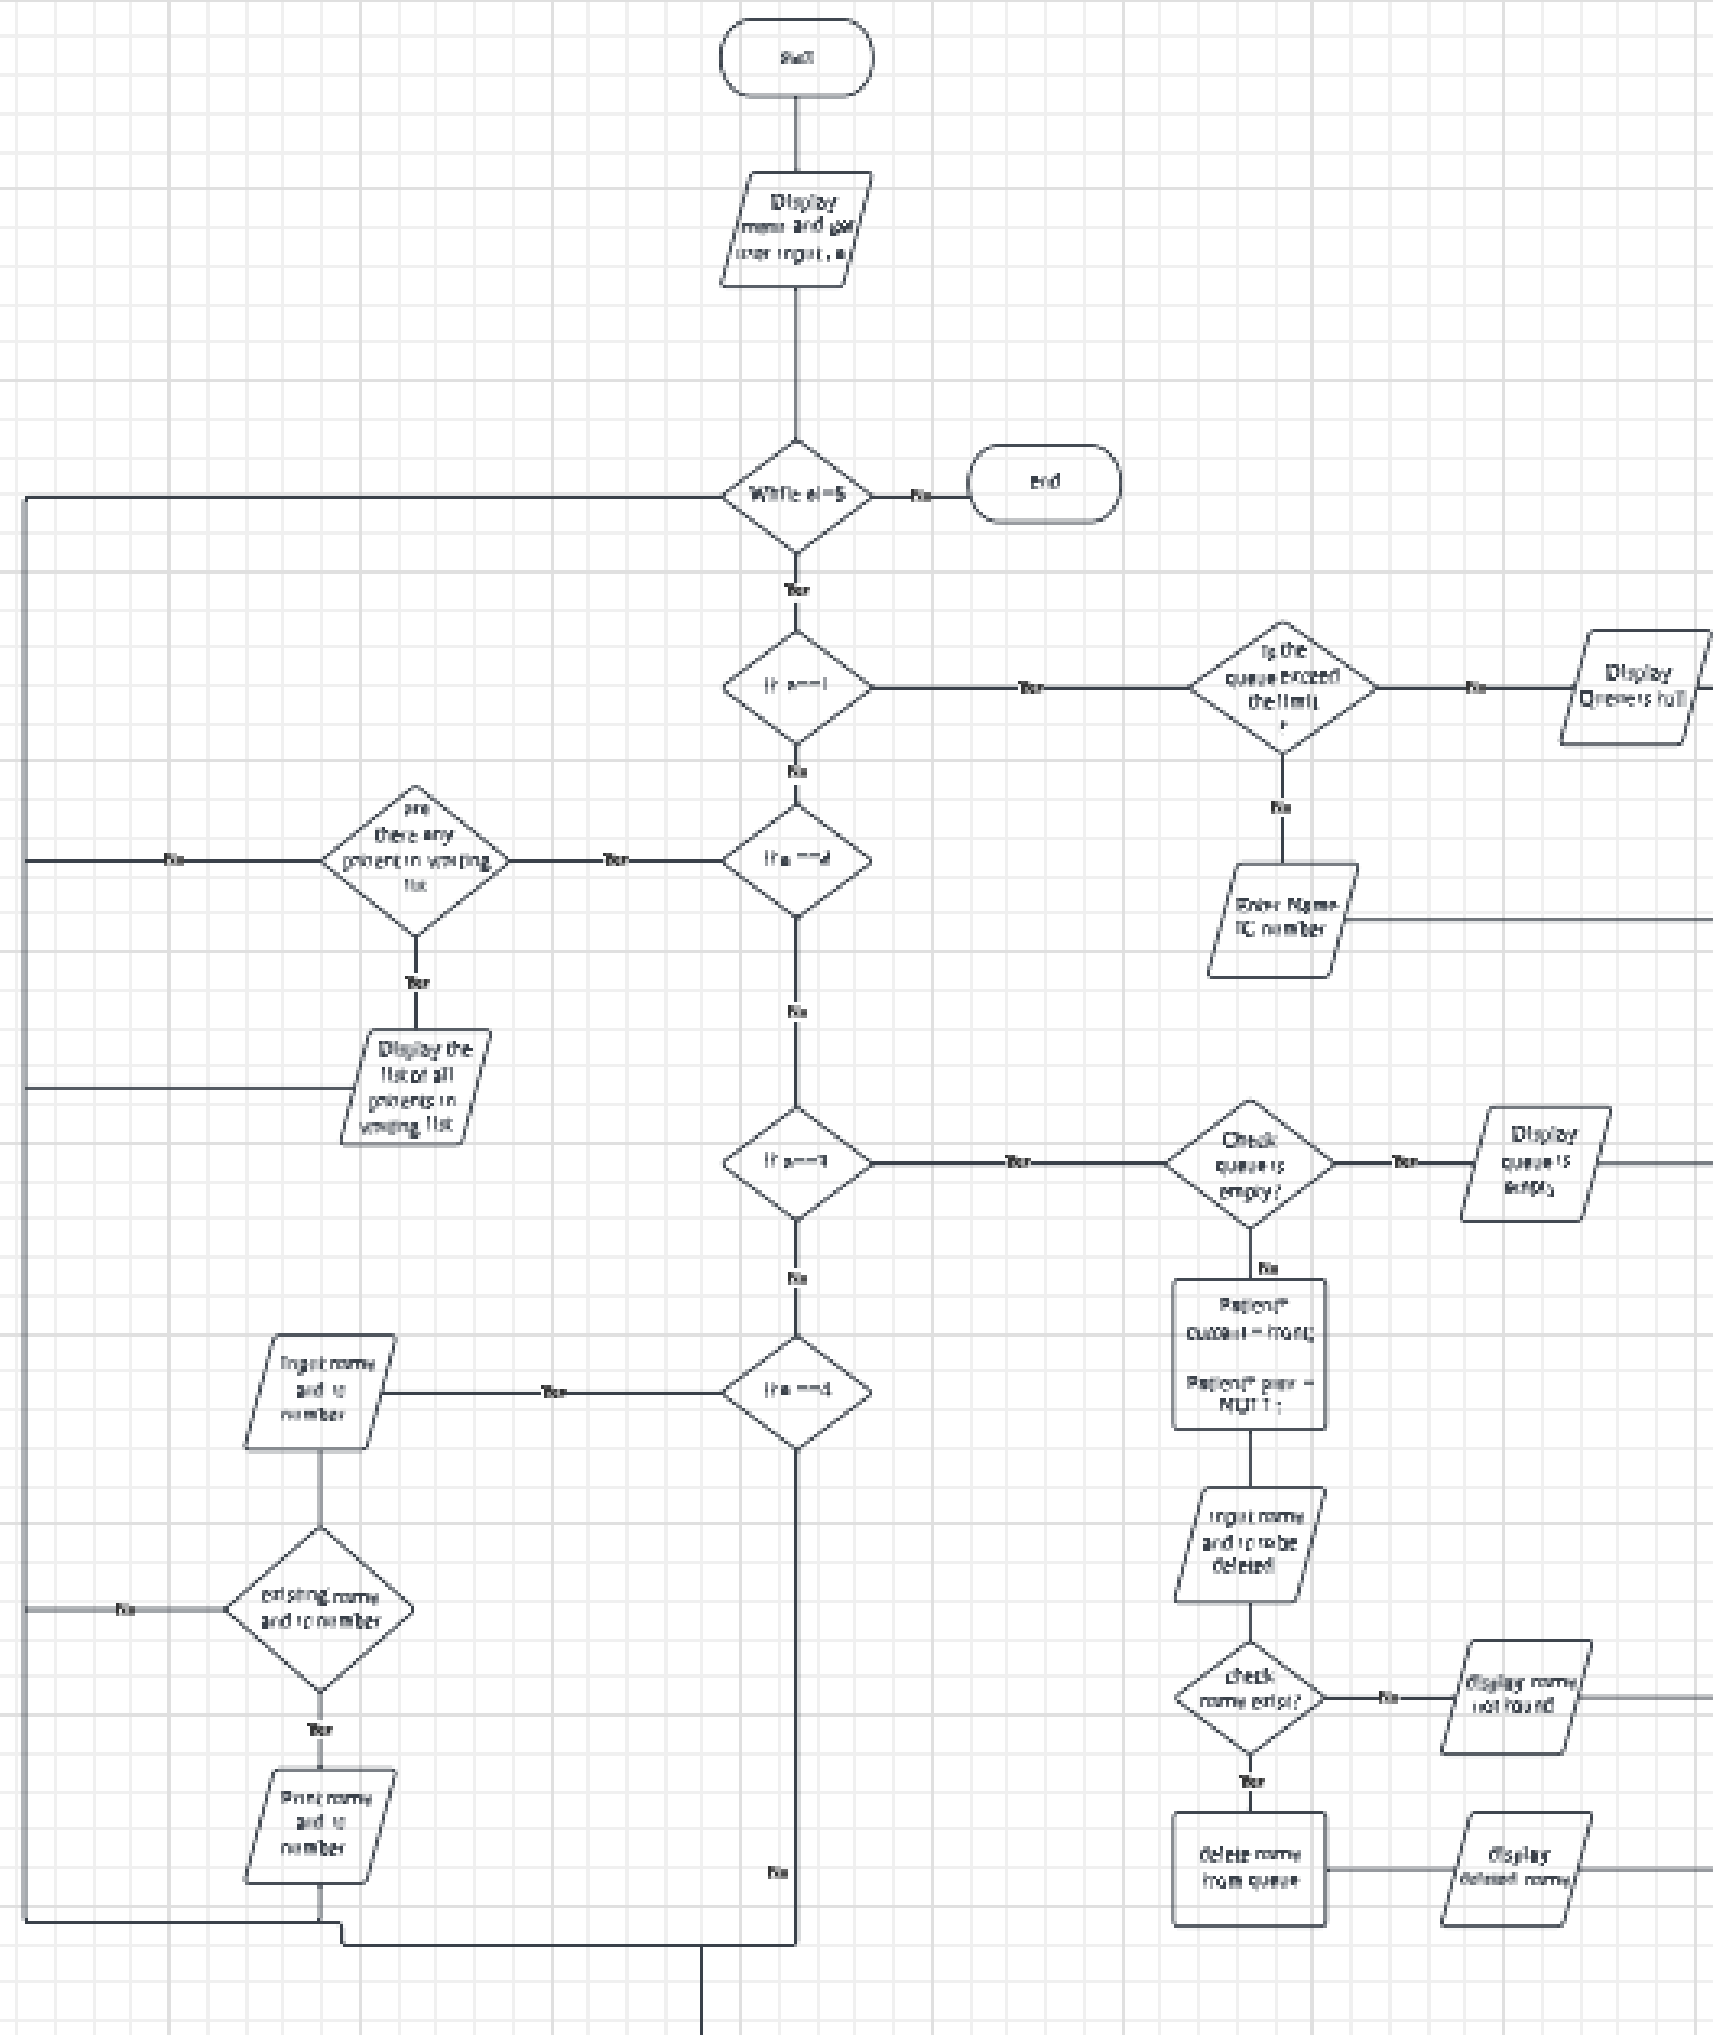 Start
Display
menu and get
user input, a
While a!=5
No
end
Yes
If a==1
Yes
Is the
queue exceed
the limit
?
No
Display
Queue is full
No
No
are
there any
patient in waiting
list
No
Yes
If a ==2
Enter Name
IC number
Yes
No
Display the
list of all
patients in
waiting list
If a==3
Yes
Check
queue is
empty?
Yes
Display
queue is
empty
No
No
Patient*
current = front;
Patient* prev =
NULL;
Input name
and ic
number
Yes
If a ==4
Input name
and ic to be
deleted
existing name
and ic number
No
check
name exist?
No
display name
not found
Yes
Yes
Print name
and ic
number
No
delete name
from queue
display
deleted name